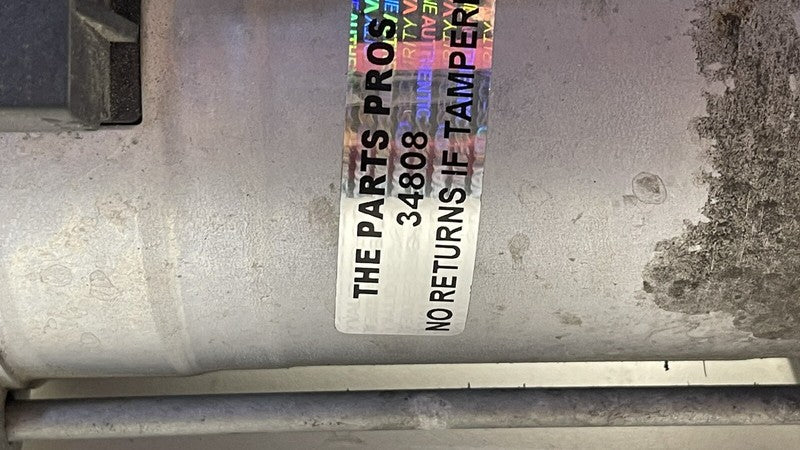 THE PARTS PROS
34808
NO RETURNS IF TAMPER